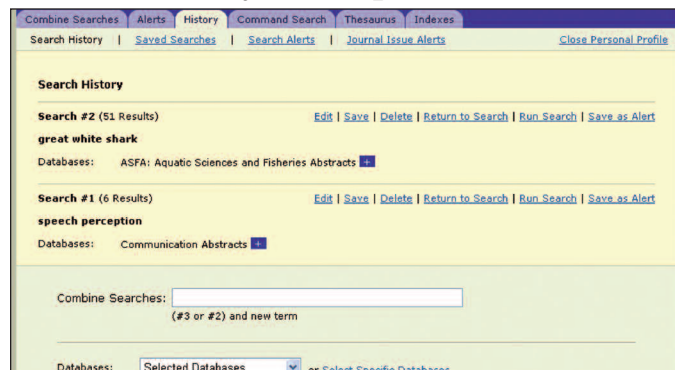 Combine Searches Alerts History Command Search Thesaurus Indexes
Search History | Saved Searches | Search Alerts | Journal Issue Alerts Close Personal Profile
Search History
Search #2 (51 Results) Edit | Save | Delete | Return to Search | Run Search | Save as Alert
great white shark
Databases: ASFA: Aquatic Sciences and Fisheries Abstracts +
Search #1 (6 Results) Edit | Save | Delete | Return to Search | Run Search | Save as Alert
speech perception
Databases: Communication Abstracts +
Combine Searches:
(#3 or #2) and new term
Databases: Selected Databases or Select Specific Databases